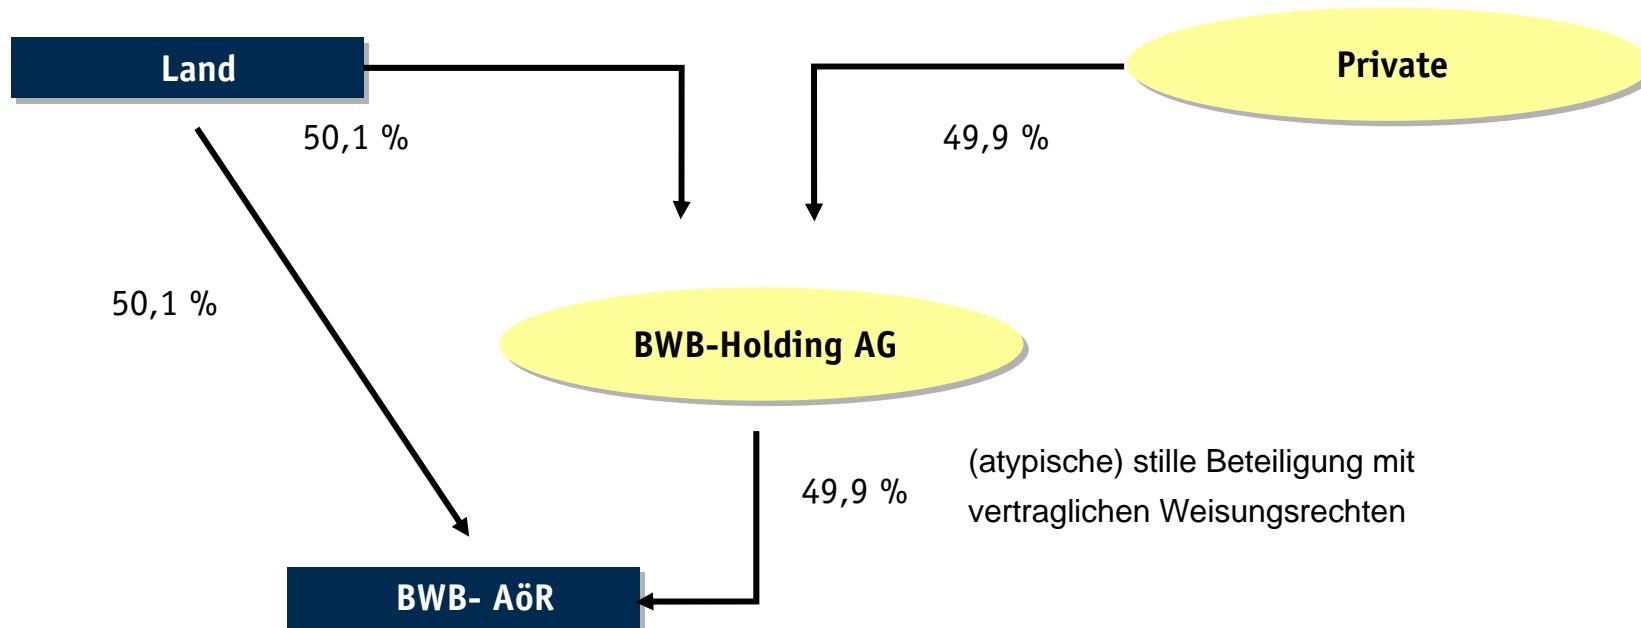 Land
Private
50,1 %
49,9 %
50,1 %
BWB-Holding AG
(atypische) stille Beteiligung mit
49,9 %
vertraglichen Weisungsrechten
BWB- AöR